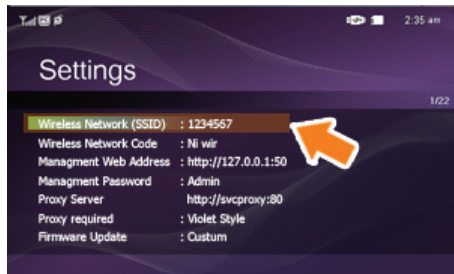 2:35 am
Settings
1/22
Wireless Network (SSID) : 1234567
Wireless Network Code : Ni wir
Managment Web Address : http://127.0.0.1:50
Managment Password : Admin
Proxy Server http://svcproxy:80
Proxy required : Violet Style
Firmware Update : Custum